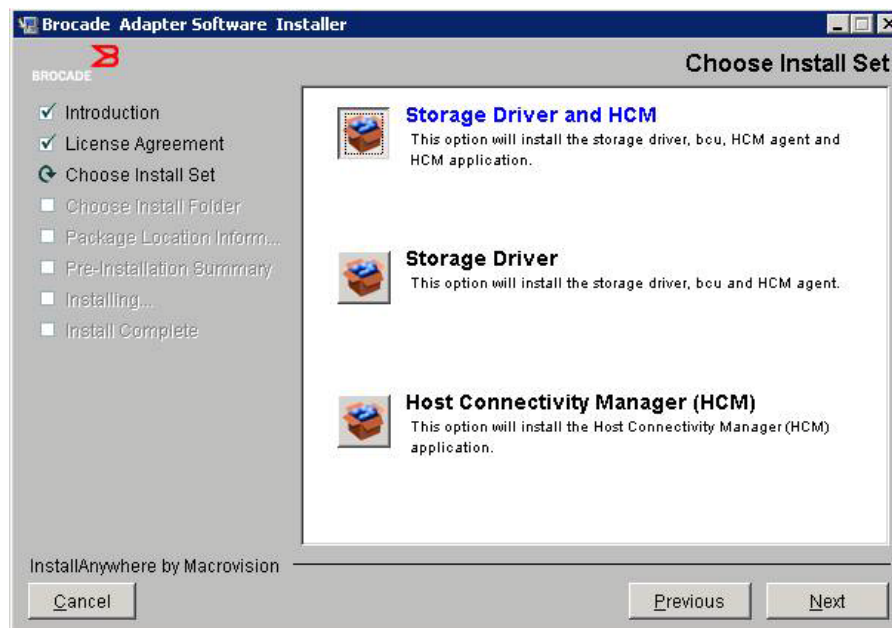 Brocade Adapter Software Installer
BROCADE
Choose Install Set
Introduction
License Agreement
Choose Install Set
Choose Install Folder
Package Location Inform...
Pre-Installation Summary
Installing...
Install Complete
Storage Driver and HCM
This option will install the storage driver, bcu, HCM agent and
HCM application.
Storage Driver
This option will install the storage driver, bcu and HCM agent.
Host Connectivity Manager (HCM)
This option will install the Host Connectivity Manager (HCM)
application.
InstallAnywhere by Macrovision
Cancel
Previous
Next